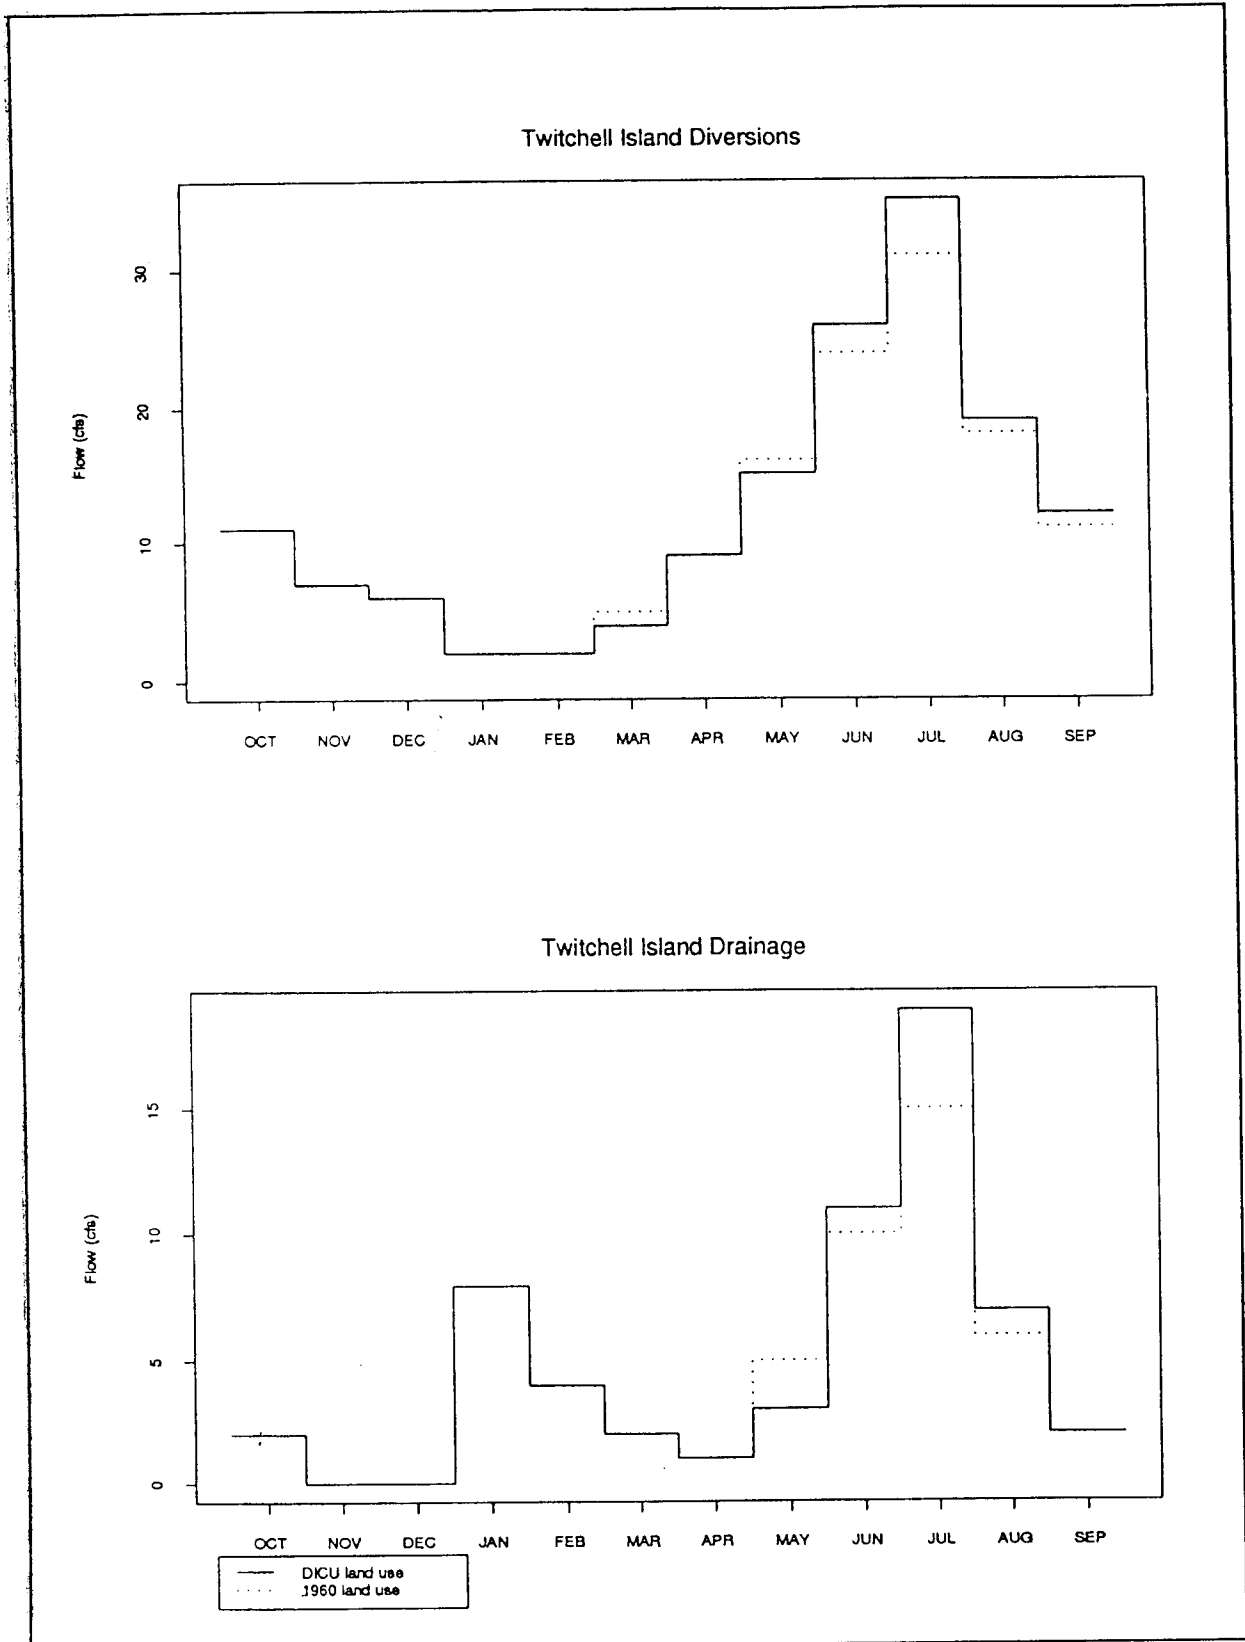 Twitchell Island Diversions
30
20
10
0
Flow (cfs)
OCT NOV DEC JAN FEB MAR APR MAY JUN JUL AUG SEP
Twitchell Island Drainage
15
10
5
0
Flow (cfs)
OCT NOV DEC JAN FEB MAR APR MAY JUN JUL AUG SEP
DICU land use
1960 land use